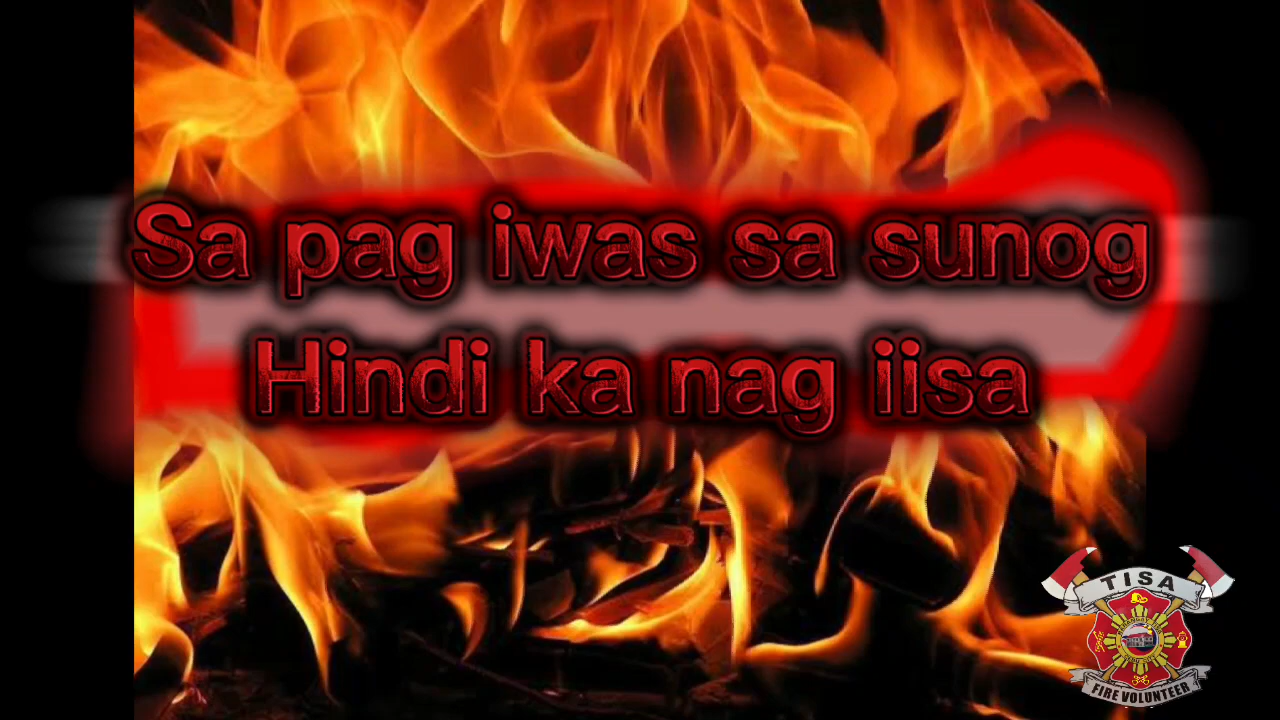 Sa pag iwas sa sunog
Hindi ka nag iisa
TISA
FIRE VOLUNTEER